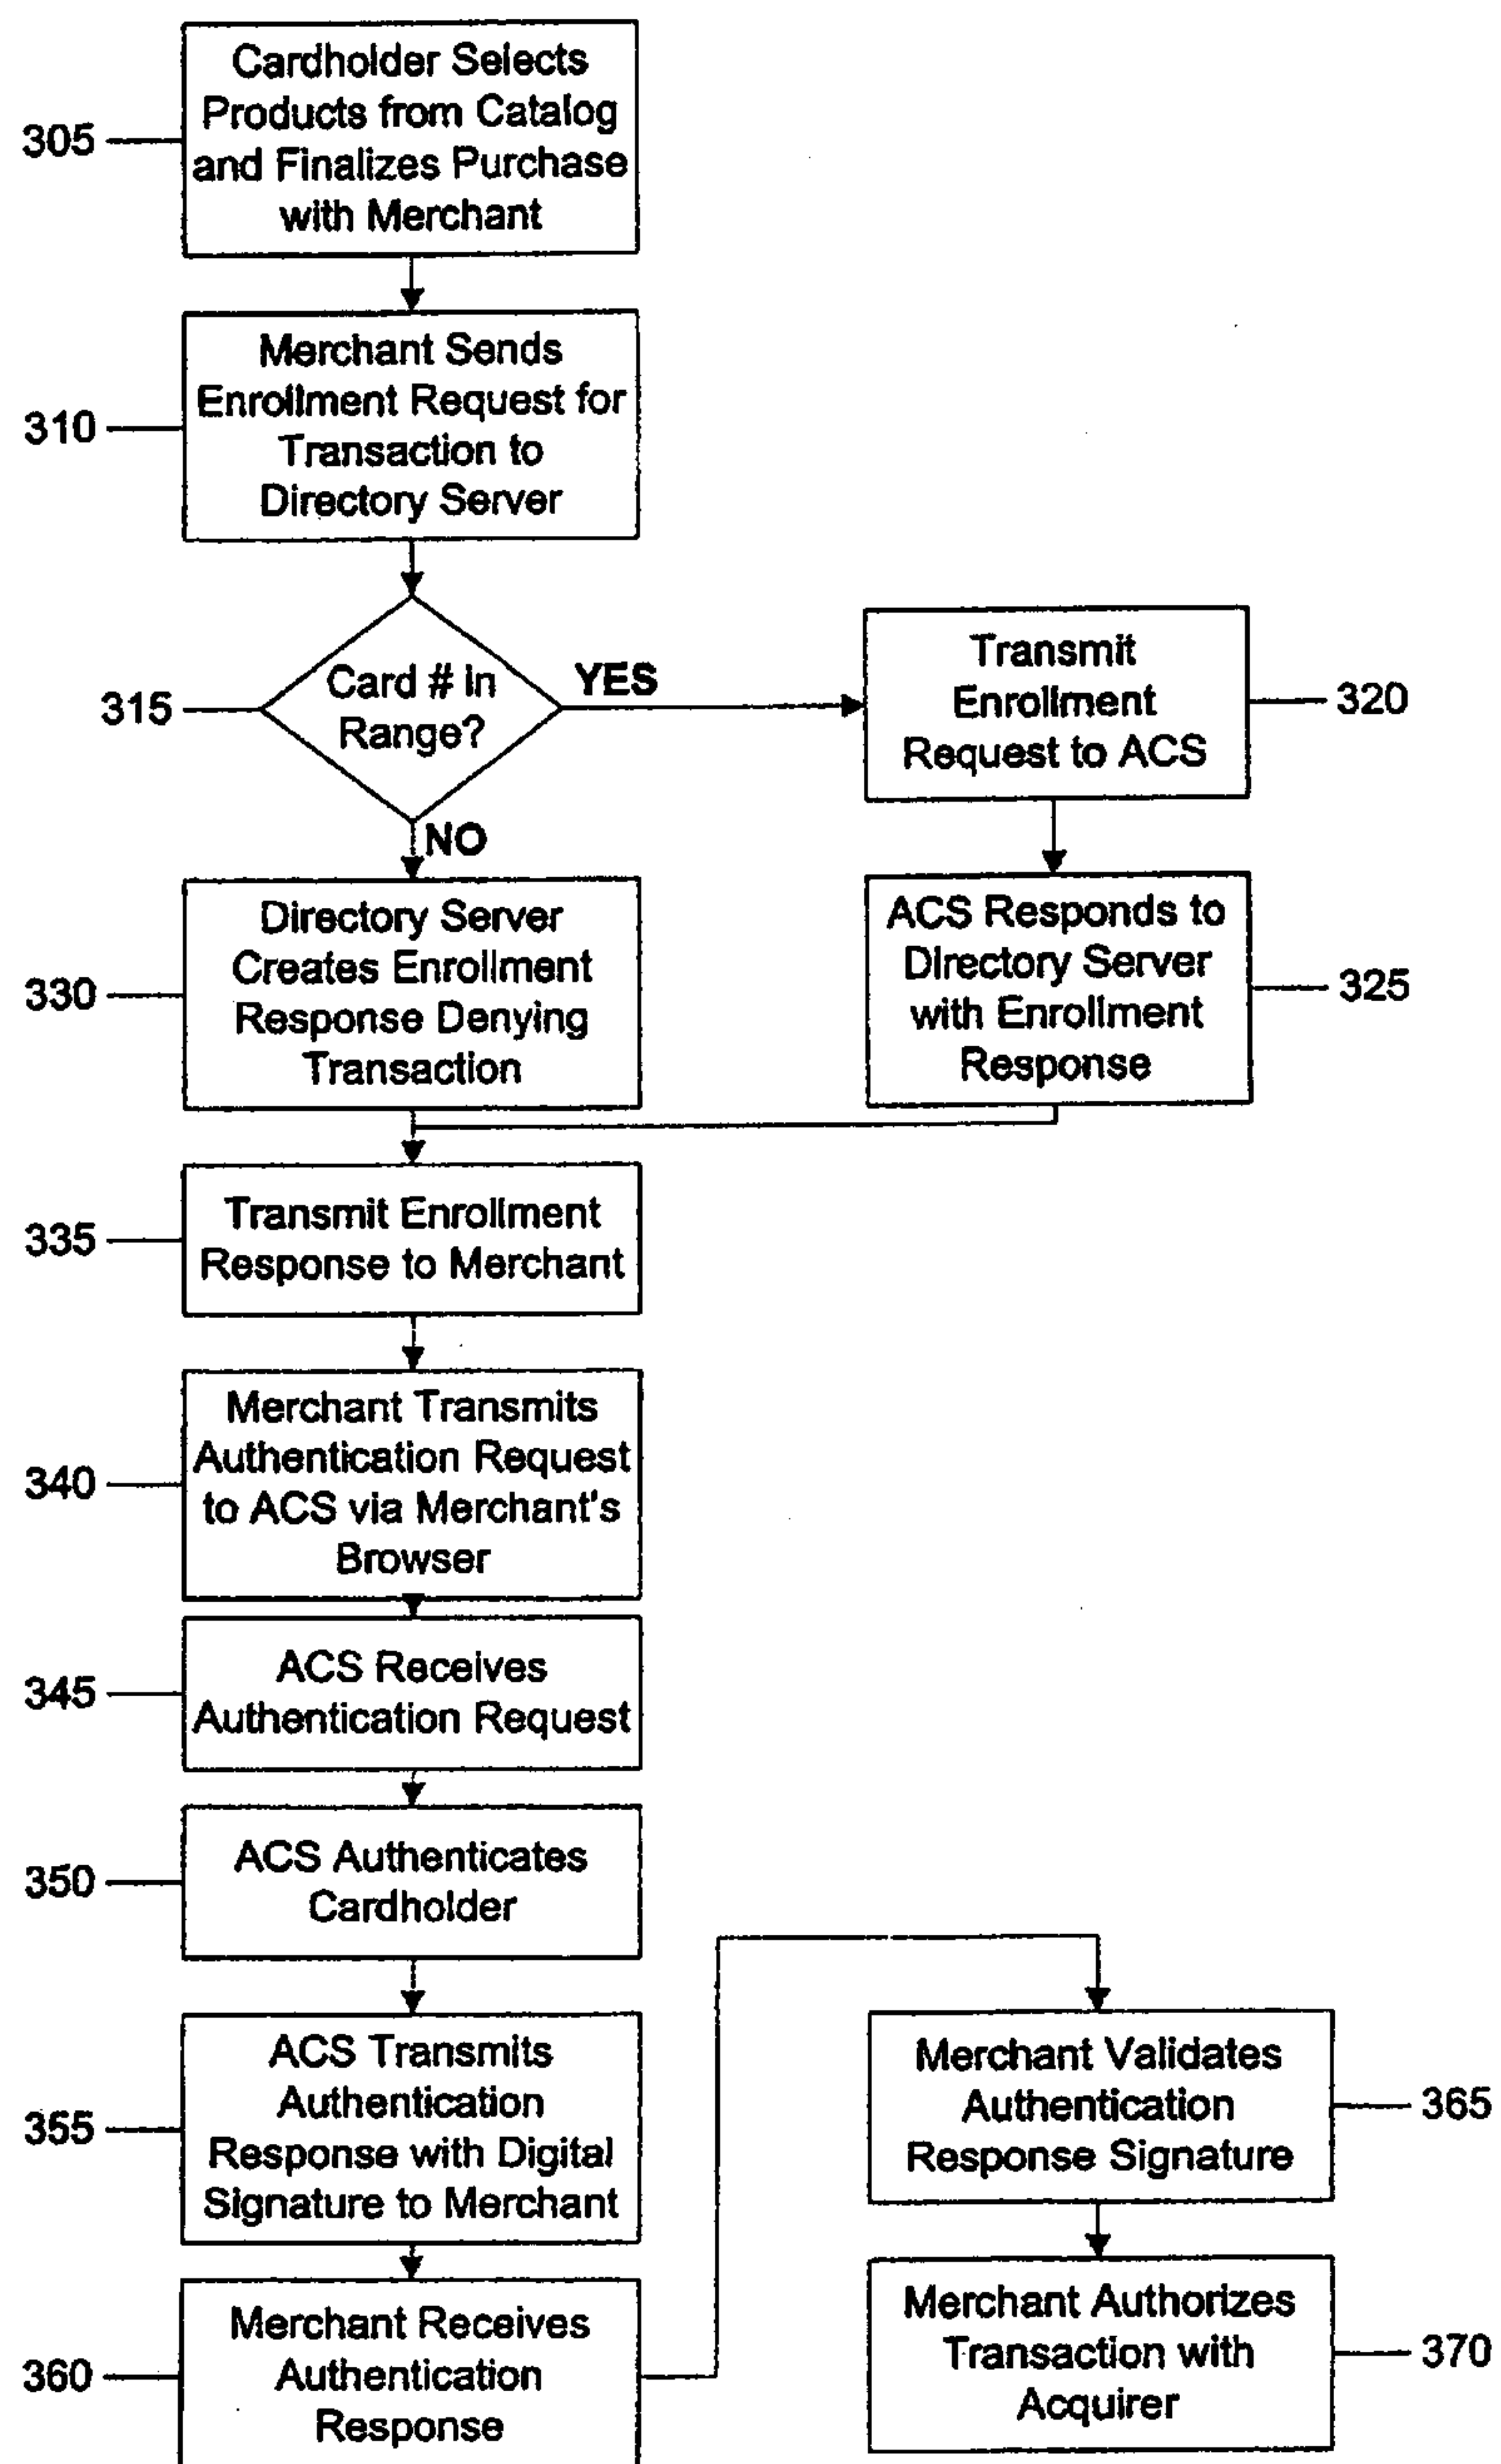 Cardholder Selects
Products from Catalog
and Finalizes Purchase
with Merchant
305
Merchant Sends
Enrollment Request for
Transaction to
Directory Server
310
Card # in
Range?
315
YES
NO
Transmit
Enrollment
Request to ACS
320
ACS Responds to
Directory Server
with Enrollment
Response
325
Directory Server
Creates Enrollment
Response Denying
Transaction
330
Transmit Enrollment
Response to Merchant
335
Merchant Transmits
Authentication Request
to ACS via Merchant's
Browser
340
ACS Receives
Authentication Request
345
ACS Authenticates
Cardholder
350
ACS Transmits
Authentication
Response with Digital
Signature to Merchant
355
Merchant Receives
Authentication
Response
360
Merchant Validates
Authentication
Response Signature
365
Merchant Authorizes
Transaction with
Acquirer
370